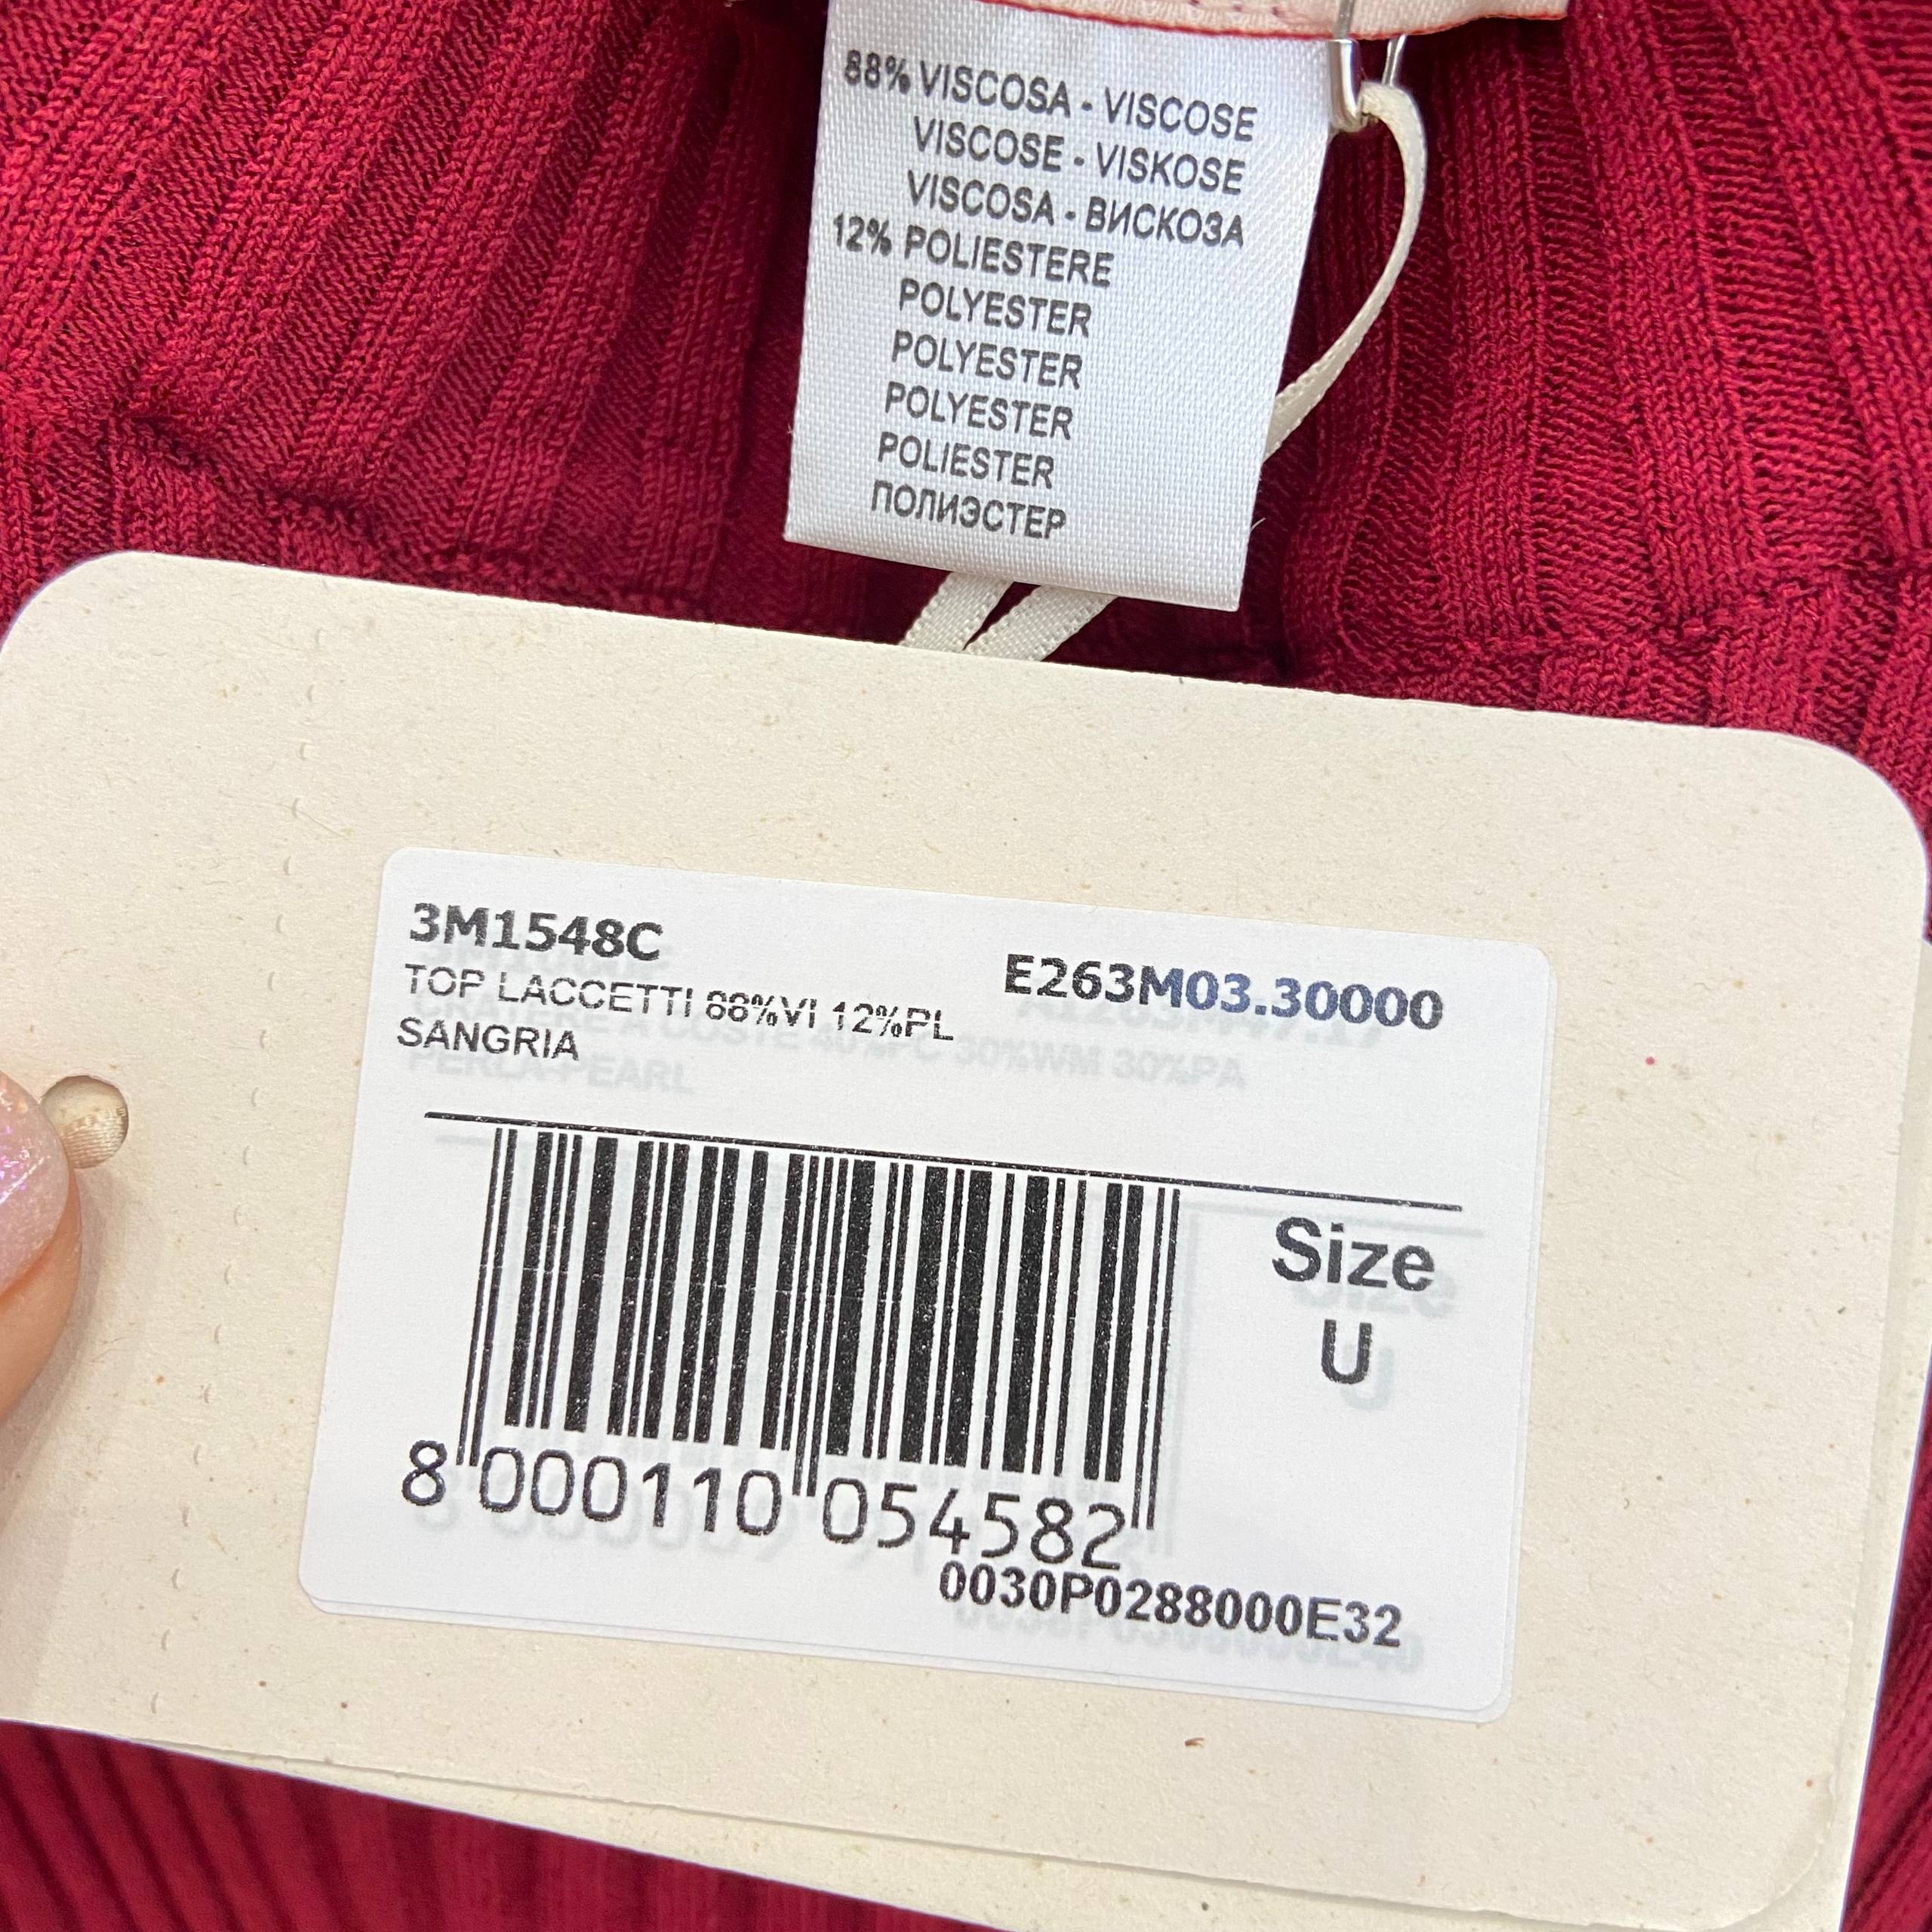 88% VISCOSA - VISCOSE
VISCOSE - VISKOSE
VISCOSA - ВИСКОЗА
12% POLIESTERE
POLYESTER
POLYESTER
POLYESTER
POLIESTER
ПОЛИЭСТЕР
3M1548C
E263M03.30000
TOP LACCETTI 88%VI 12%PL
SANGRIA
Size
U
8 000110 054582
0030P0288000E32